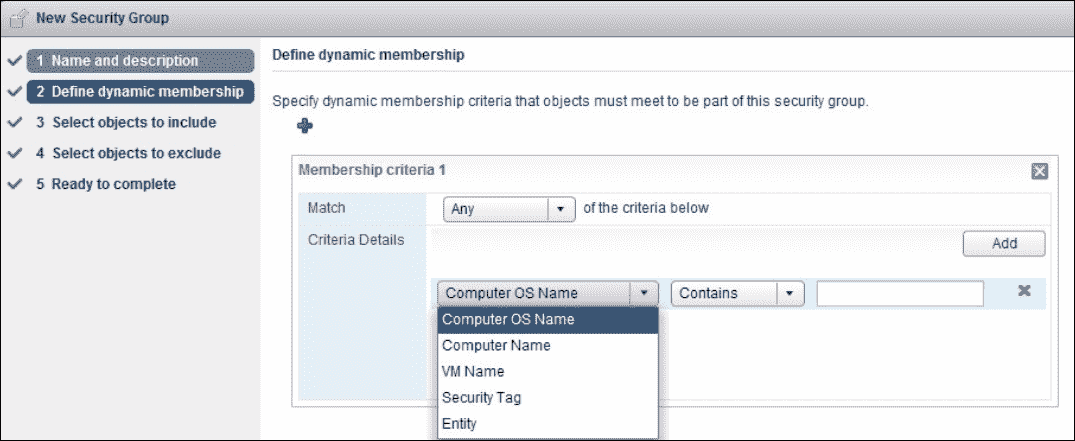 New Security Group
1 Name and description
2 Define dynamic membership
3 Select objects to include
4 Select objects to exclude
5 Ready to complete
Define dynamic membership
Specify dynamic membership criteria that objects must meet to be part of this security group.
Membership criteria 1
Match Any of the criteria below
Criteria Details
Add
Computer OS Name Contains
Computer OS Name
Computer Name
VM Name
Security Tag
Entity